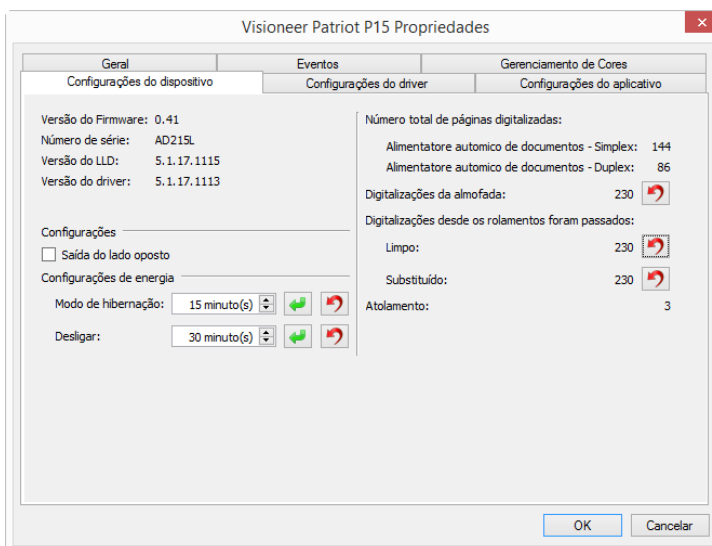 Visioneer Patriot P15 Propriedades
Geral Eventos Gerenciamento de Cores
Configurações do dispositivo Configurações do driver Configurações do aplicativo
Versão do Firmware: 0.41
Número de série: AD215L
Versão do LLD: 5.1.17.1115
Versão do driver: 5.1.17.1113
Configurações
Saída do lado oposto
Configurações de energia
Modo de hibernação: 15 minuto(s)
Desligar: 30 minuto(s)
Número total de páginas digitalizadas:
Alimentatore automico de documentos - Simplex: 144
Alimentatore automico de documentos - Duplex: 86
Digitalizações da almofada: 230
Digitalizações desde os rolamentos foram passados:
Limpo: 230
Substituído: 230
Atolamento: 3
OK Cancelar